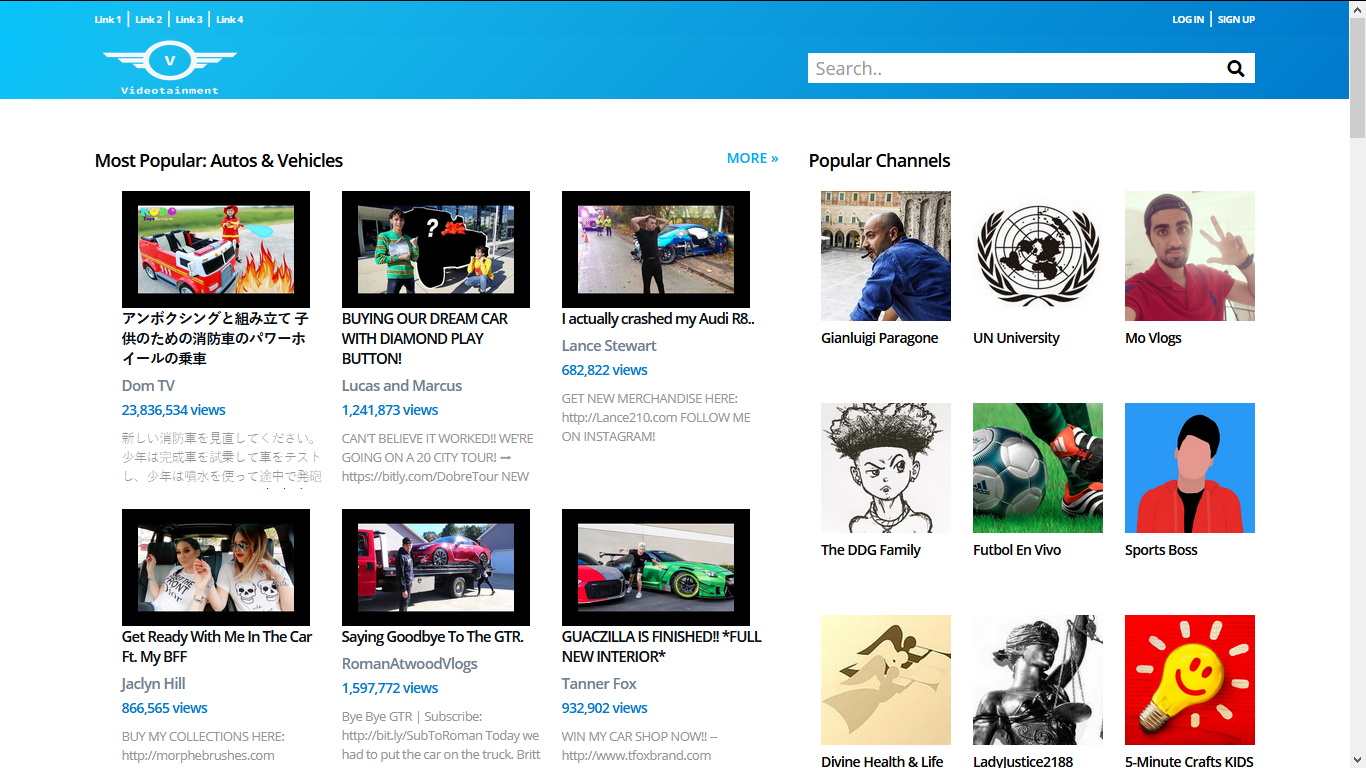 Link 1 | Link 2 | Link 3 | Link 4
LOG IN | SIGN UP
V
Videotainment
Search..
Most Popular: Autos & Vehicles
MORE »
アンボクシングと組み立て 子
供のための消防車のパワーホ
イールの乗車
Dom TV
23,836,534 views
新しい消防車を見直してください。
少年は完成車を試乗して車をテスト
し、少年は噴水を使って途中で発砲
?
BUYING OUR DREAM CAR
WITH DIAMOND PLAY
BUTTON!
Lucas and Marcus
1,241,873 views
CAN'T BELIEVE IT WORKED!! WE'RE
GOING ON A 20 CITY TOUR! ➞
https://bitly.com/DobreTour NEW
I actually crashed my Audi R8..
Lance Stewart
682,822 views
GET NEW MERCHANDISE HERE:
http://Lance210.com FOLLOW ME
ON INSTAGRAM!
Get Ready With Me In The Car
Ft. My BFF
Jaclyn Hill
866,565 views
BUY MY COLLECTIONS HERE:
http://morphebrushes.com
Saying Goodbye To The GTR.
RomanAtwoodVlogs
1,597,772 views
Bye Bye GTR | Subscribe:
http://bit.ly/SubToRoman Today we
had to put the car on the truck. Britt
GUACZILLA IS FINISHED!! *FULL
NEW INTERIOR*
Tanner Fox
932,902 views
WIN MY CAR SHOP NOW!! --
http://www.tfoxbrand.com
Popular Channels
Gianluigi Paragone
UN University
Mo Vlogs
The DDG Family
Futbol En Vivo
Sports Boss
Divine Health & Life
LadyJustice2188
5-Minute Crafts KIDS